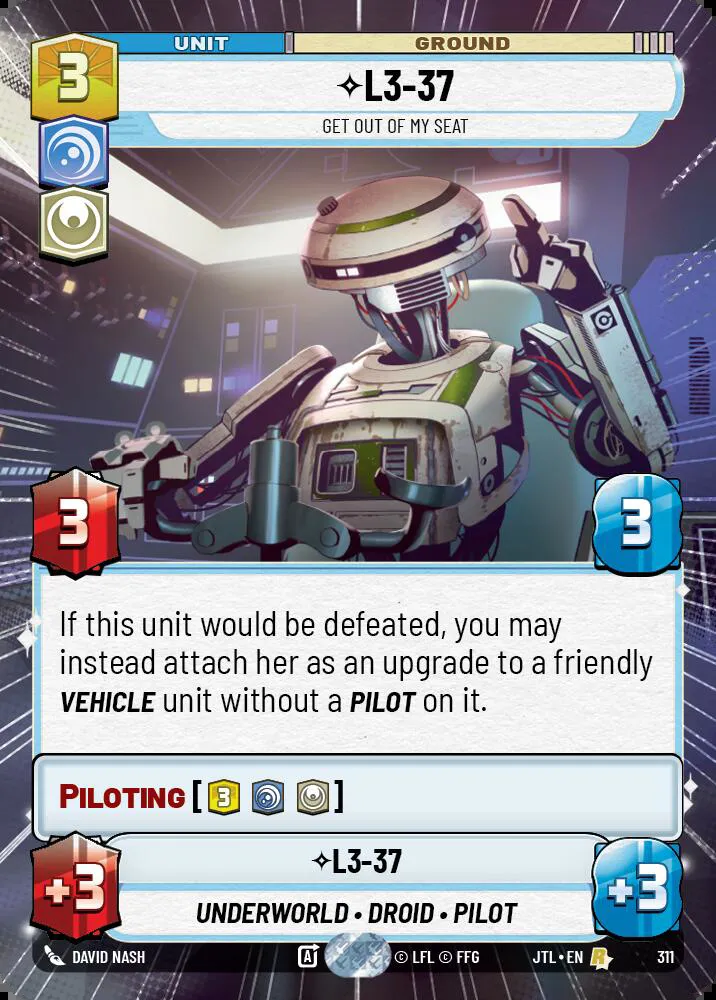 UNIT
GROUND
3
✧L3-37
GET OUT OF MY SEAT
3
3
If this unit would be defeated, you may
instead attach her as an upgrade to a friendly
VEHICLE unit without a PILOT on it.
PILOTING [3]
✧L3-37
+3
+3
UNDERWORLD • DROID • PILOT
DAVID NASH
A
© LFL © FFG
JTL • EN
R
311